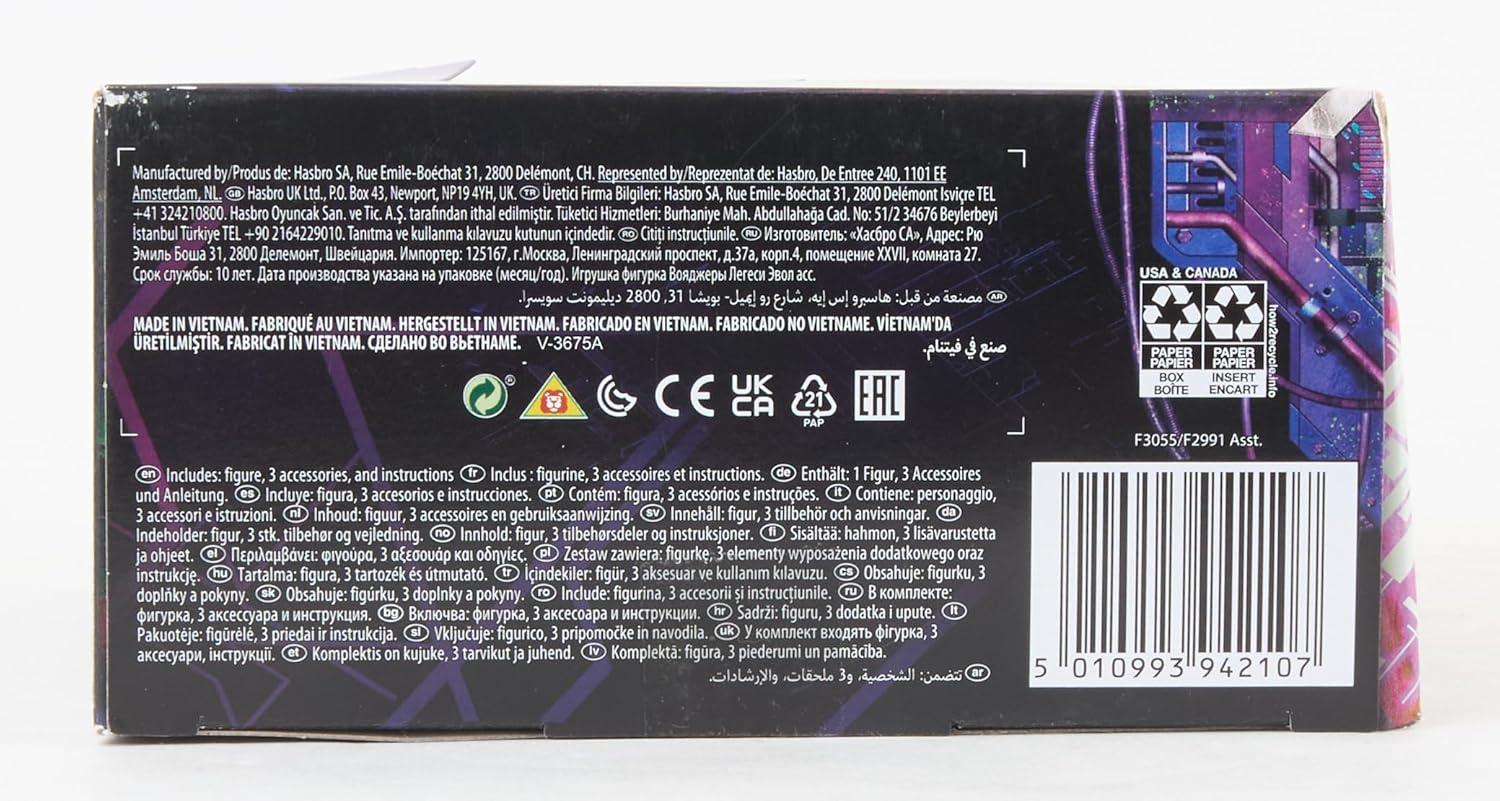 Manufactured by/Produs de: Hasbro SA, Rue Emile-Boéchat 31, 2800 Delémont, CH. Represented by/Reprezentat de: Hasbro, De Entree 240, 1101 EE
Amsterdam, NL. GB Hasbro UK Ltd., P.O. Box 43, Newport, NP19 4YH, UK. TR Üretici Firma Bilgileri: Hasbro SA, Rue Emile-Boéchat 31, 2800 Delémont Isviçre TEL
+41 324210800. Hasbro Oyuncak San. ve Tic. A.Ş. tarafından ithal edilmiştir. Tüketici Hizmetleri: Burhaniye Mah. Abdullahağa Cad. No: 51/2 34676 Beylerbeyi
İstanbul Türkiye TEL +90 2164229010. Tanıtma ve kullanma kılavuzu kutunun içindedir. RO Citiți instrucțiunile. RU Изготовитель: «Хасбро СА», Адрес: Рю
Эмиль Боша 31, 2800 Делемонт, Швейцария. Импортер: 125167, г.Москва, Ленинградский проспект, д.37а, корп.4, помещение XXVII, комната 27.
Срок службы: 10 лет. Дата производства указана на упаковке (месяц/год). Игрушка фигурка Вояджеры Легеси Эвол асс.
AR مصنعة من قبل: هاسبرو إس إيه، شارع رو إيميل- بويشا 31, 2800 ديليمونت سويسرا.
MADE IN VIETNAM. FABRIQUÉ AU VIETNAM. HERGESTELLT IN VIETNAM. FABRICADO EN VIETNAM. FABRICADO NO VIETNAME. VİETNAM'DA
ÜRETİLMİŞTİR. FABRICAT ÎN VIETNAM. СДЕЛАНО ВО ВЬЕТНАМЕ. V-3675A
صنع في فيتنام.
CE UK CA 21 PAP EAC
en Includes: figure, 3 accessories, and instructions fr Inclus : figurine, 3 accessoires et instructions. de Enthält: 1 Figur, 3 Accessoires
und Anleitung. es Incluye: figura, 3 accesorios e instrucciones. pt Contém: figura, 3 acessórios e instruções. it Contiene: personaggio,
3 accessori e istruzioni. nl Inhoud: figuur, 3 accessoires en gebruiksaanwijzing. sv Innehåll: figur, 3 tillbehör och anvisningar. da
Indeholder: figur, 3 stk. tilbehør og vejledning. no Innhold: figur, 3 tilbehørsdeler og instruksjoner. fi Sisältää: hahmon, 3 lisävarustetta
ja ohjeet. el Περιλαμβάνει: φιγούρα, 3 αξεσουάρ και οδηγίες. pl Zestaw zawiera: figurkę, 3 elementy wyposażenia dodatkowego oraz
instrukcję. hu Tartalma: figura, 3 tartozék és útmutató. tr İçindekiler: figür, 3 aksesuar ve kullanım kılavuzu. cs Obsahuje: figurku, 3
doplňky a pokyny. sk Obsahuje: figúrku, 3 doplnky a pokyny. ro Include: figurina, 3 accesorii și instrucțiunile. ru В комплекте:
фигурка, 3 аксессуара и инструкция. bg Включва: фигурка, 3 аксесоара и инструкции. hr Sadrži: figuru, 3 dodatka i upute. lt
Pakuotėje: figūrėlė, 3 priedai ir instrukcija. sl Vključuje: figurico, 3 pripomočke in navodila. uk У комплект входять фігурка, 3
аксесуари, інструкції. et Komplektis on kujuke, 3 tarvikut ja juhend. lv Komplektā: figūra, 3 piederumi un pamācība.
ar تتضمن: الشخصية، و3 ملحقات، والإرشادات.
USA & CANADA
PAPER PAPIER
BOX BOÎTE
PAPER PAPIER
INSERT ENCART
how2recycle.info
F3055/F2991 Asst.
5 010993 942107